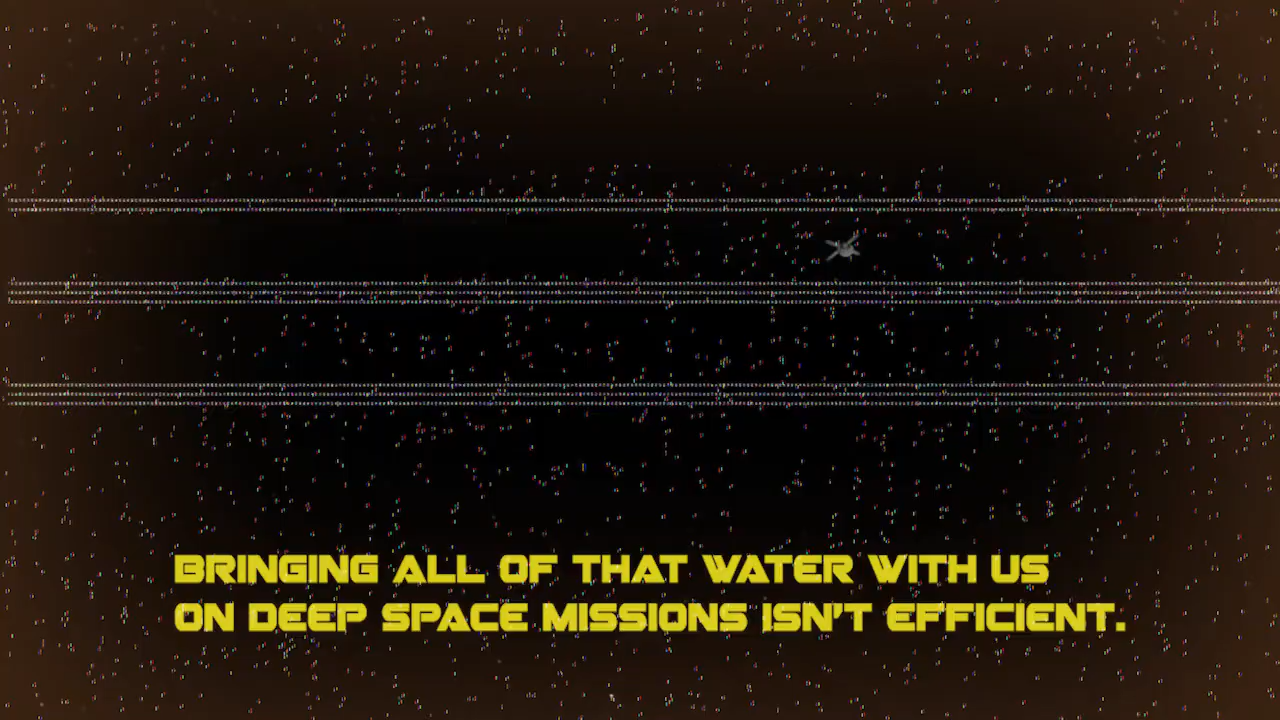 BRINGING ALL OF THAT WATER WITH US
ON DEEP SPACE MISSIONS ISN'T EFFICIENT.